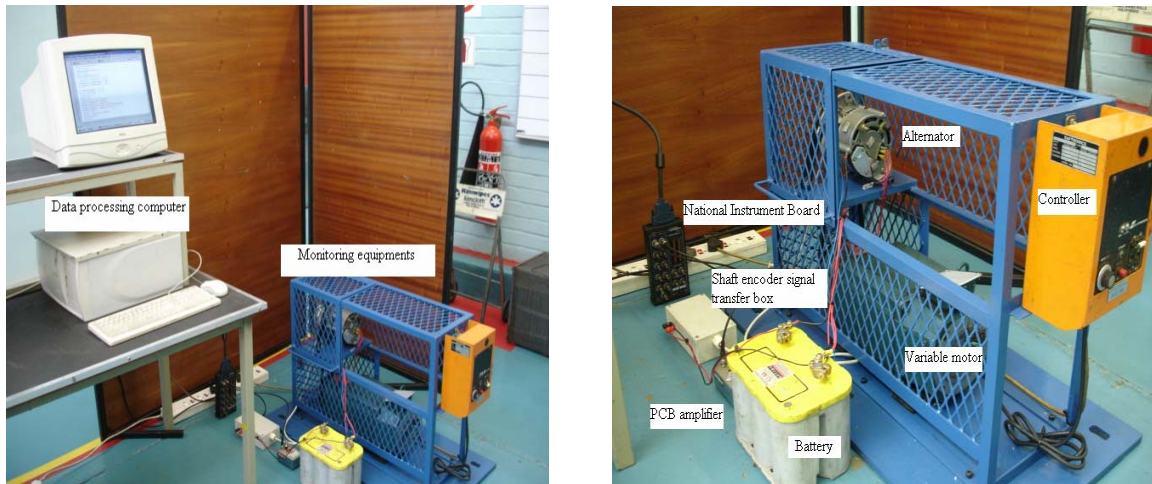 Data processing computer
Monitoring equipments
Alternator
Controller
National Instrument Board
Shaft encoder signal
transfer box
Variable motor
PCB amplifier
Battery